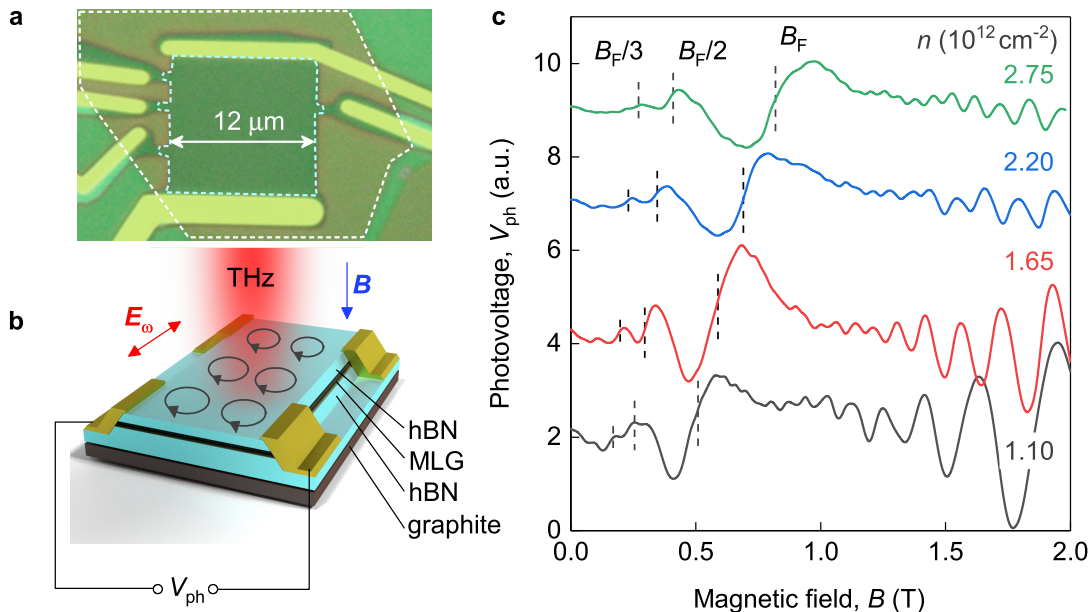 a
12 μm
b
THz
B
E_ω
hBN
MLG
hBN
graphite
V_ph
c
B_F/3
B_F/2
B_F
n (10^12 cm^-2)
2.75
2.20
1.65
1.10
Photovoltage, V_ph (a.u.)
10
8
6
4
2
0
0.0
0.5
1.0
1.5
2.0
Magnetic field, B (T)